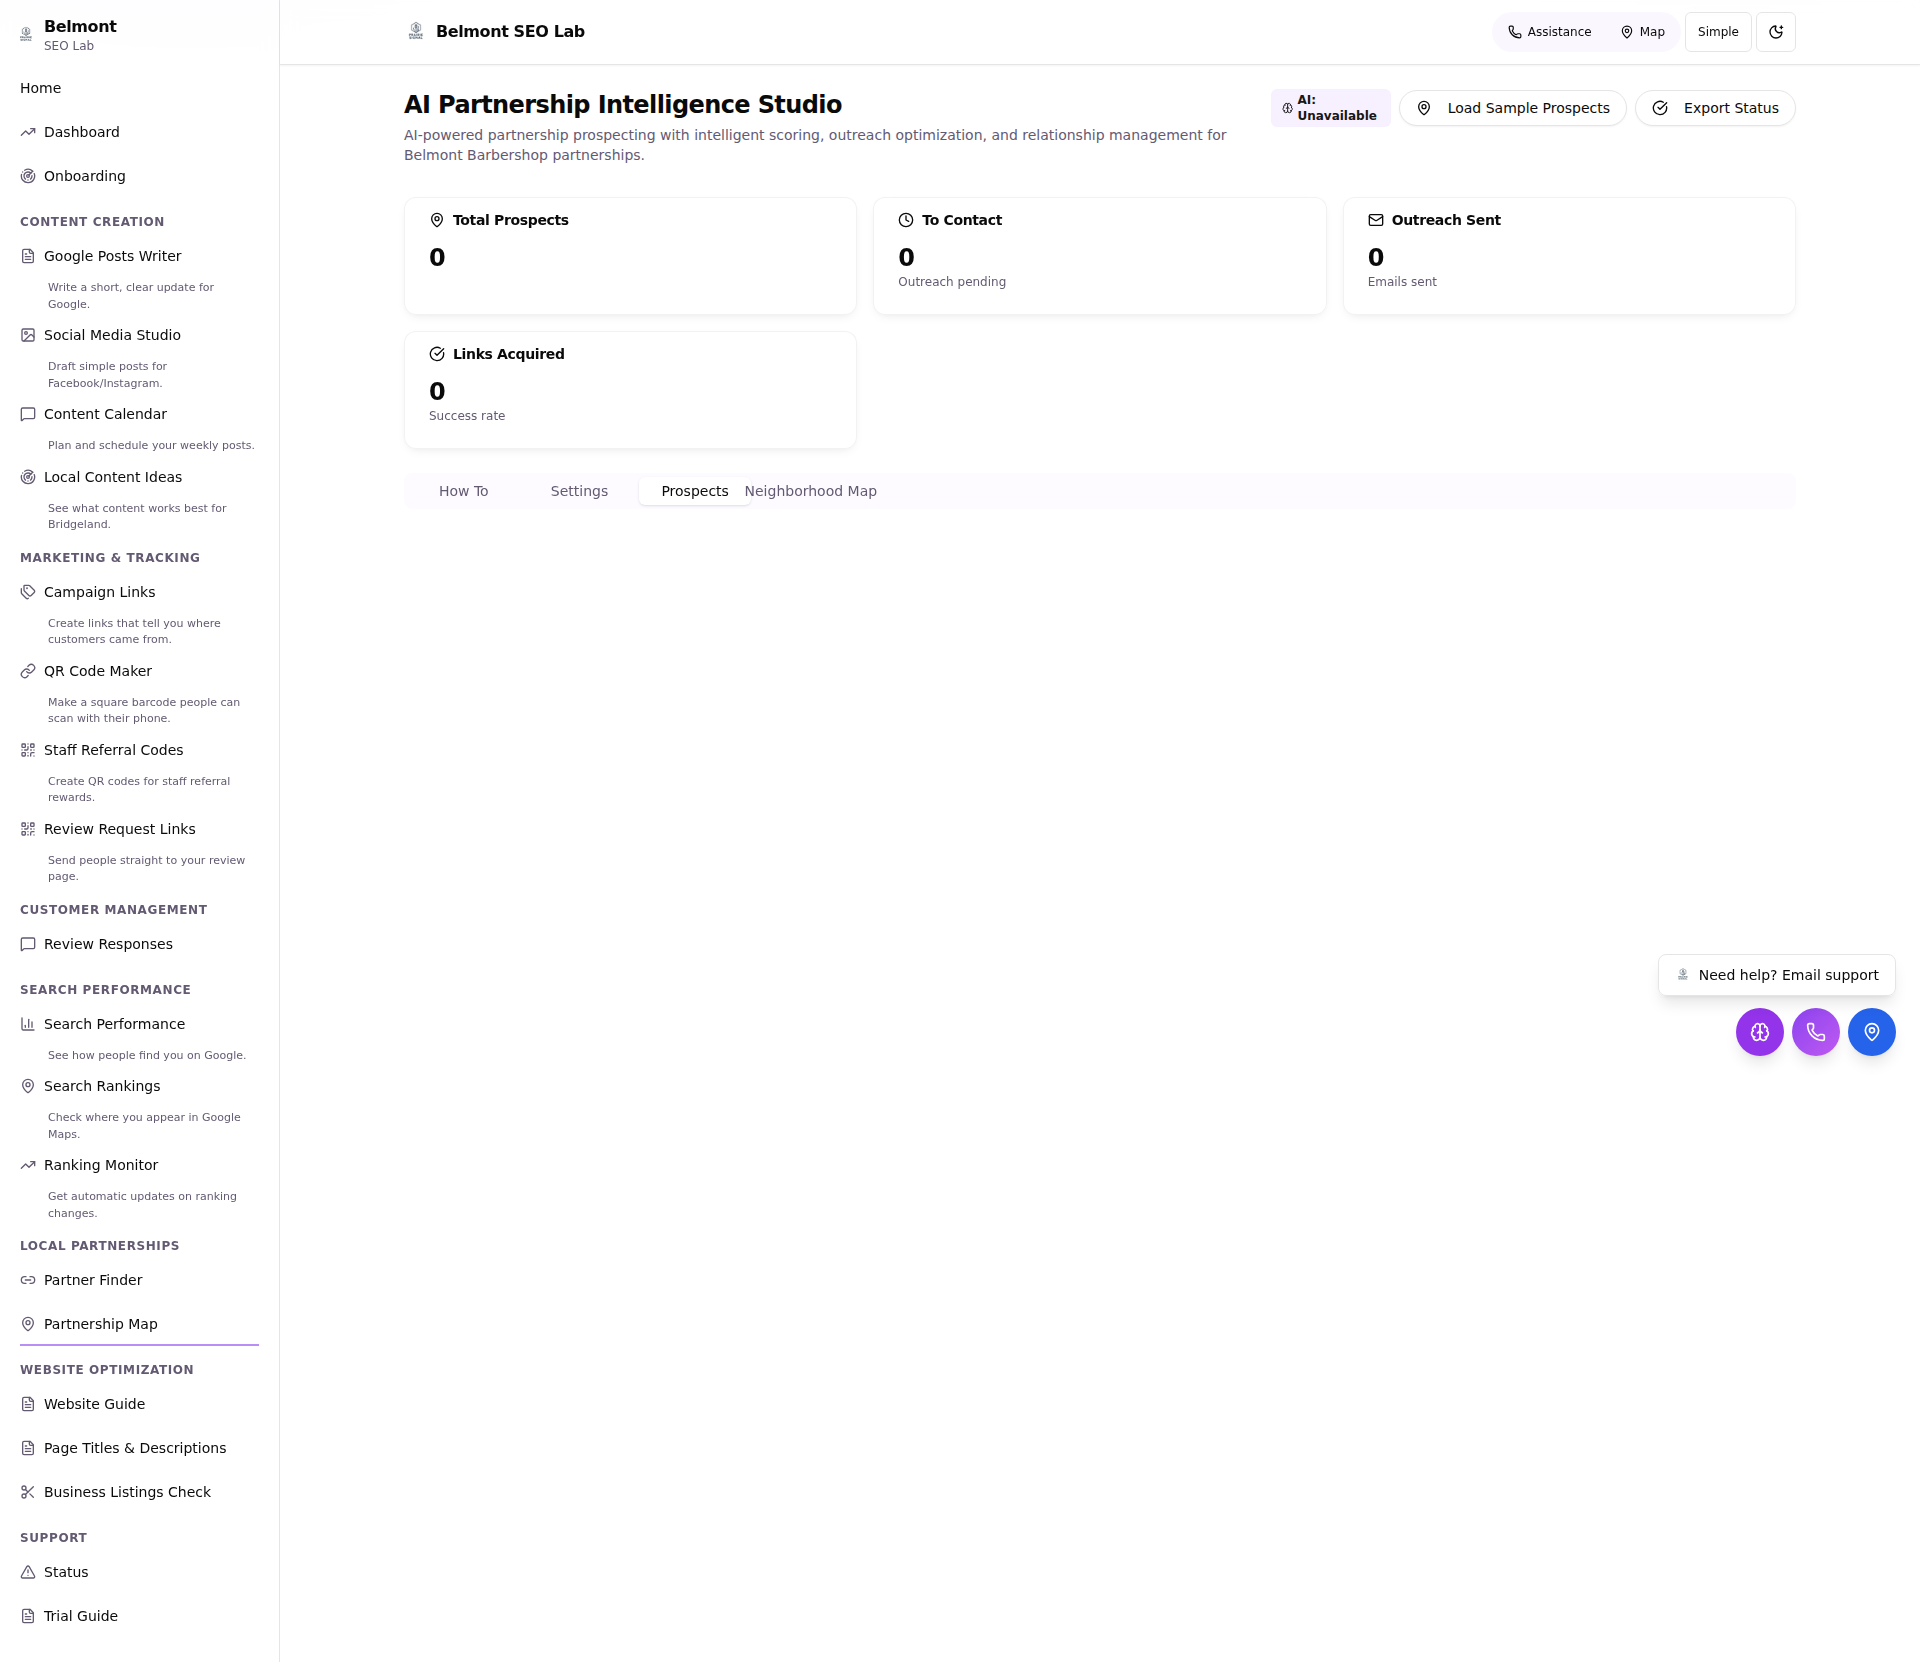 Belmont
SEO Lab
Home
Dashboard
Onboarding
CONTENT CREATION
Google Posts Writer
Write a short, clear update for
Google.
Social Media Studio
Draft simple posts for
Facebook/Instagram.
Content Calendar
Plan and schedule your weekly posts.
Local Content Ideas
See what content works best for
Bridgeland.
MARKETING & TRACKING
Campaign Links
Create links that tell you where
customers came from.
QR Code Maker
Make a square barcode people can
scan with their phone.
Staff Referral Codes
Create QR codes for staff referral
rewards.
Review Request Links
Send people straight to your review
page.
CUSTOMER MANAGEMENT
Review Responses
SEARCH PERFORMANCE
Search Performance
See how people find you on Google.
Search Rankings
Check where you appear in Google
Maps.
Ranking Monitor
Get automatic updates on ranking
changes.
LOCAL PARTNERSHIPS
Partner Finder
Partnership Map
WEBSITE OPTIMIZATION
Website Guide
Page Titles & Descriptions
Business Listings Check
SUPPORT
Status
Trial Guide
Belmont SEO Lab
Assistance
Map
Simple
AI Partnership Intelligence Studio
AI-powered partnership prospecting with intelligent scoring, outreach optimization, and relationship management for
Belmont Barbershop partnerships.
AI:
Unavailable
Load Sample Prospects
Export Status
Total Prospects
0
To Contact
0
Outreach pending
Outreach Sent
0
Emails sent
Links Acquired
0
Success rate
How To
Settings
Prospects
Neighborhood Map
Need help? Email support